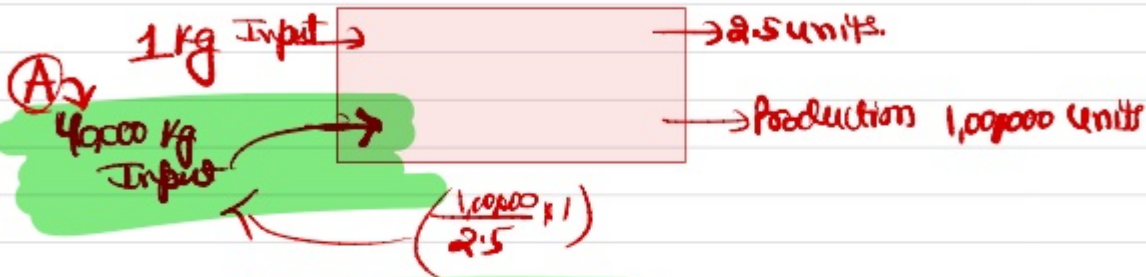 1 kg Input → → 2.5 units.
Ⓐ
40,000 kg → Production 1,00,000 Units
Input
(1,00,000/2.5 × 1)